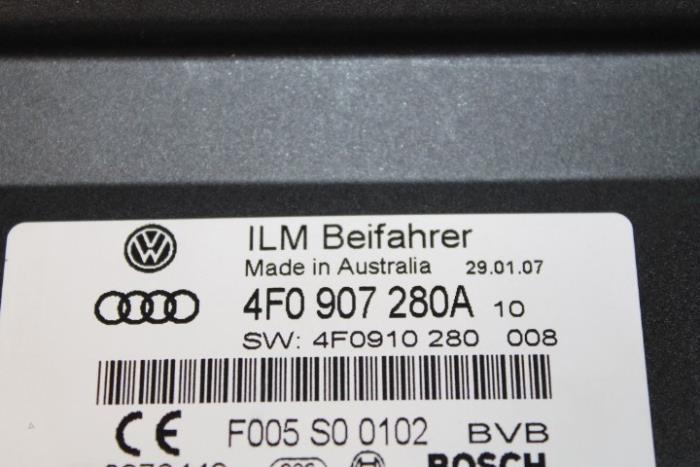 ILM Beifahrer
Made in Australia 29.01.07
4F0 907 280A 10
SW: 4F0910 280 008
CE F005 S0 0102 BVB
BOSCH